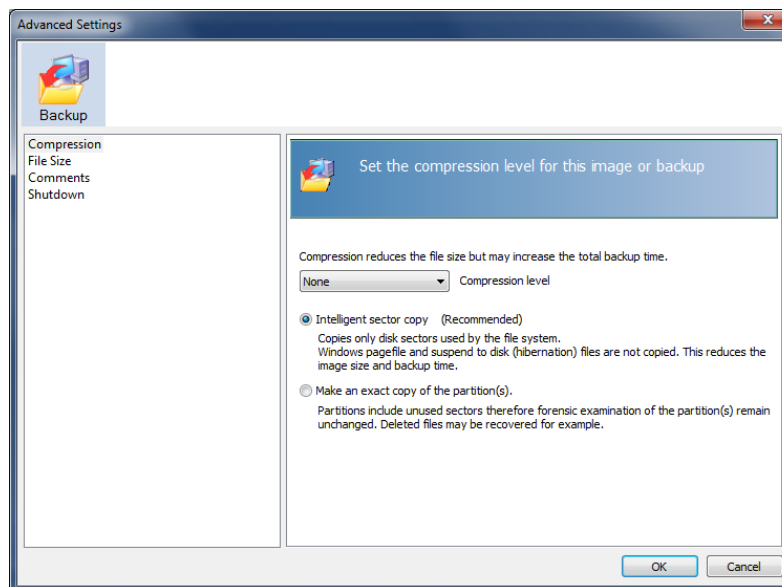 Advanced Settings
Backup
Compression
File Size
Comments
Shutdown
Set the compression level for this image or backup
Compression reduces the file size but may increase the total backup time.
None Compression level
Intelligent sector copy (Recommended)
Copies only disk sectors used by the file system.
Windows pagefile and suspend to disk (hibernation) files are not copied. This reduces the
image size and backup time.
Make an exact copy of the partition(s).
Partitions include unused sectors therefore forensic examination of the partition(s) remain
unchanged. Deleted files may be recovered for example.
OK Cancel